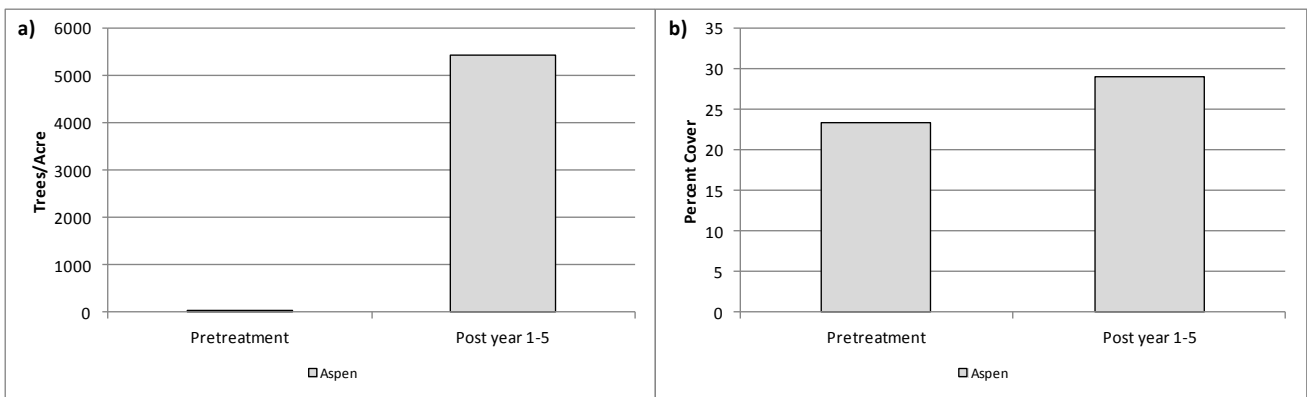 a)
6000
5000
4000
3000
2000
1000
0
Trees/Acre
Pretreatment
Post year 1-5
Aspen
b)
35
30
25
20
15
10
5
0
Percent Cover
Pretreatment
Post year 1-5
Aspen